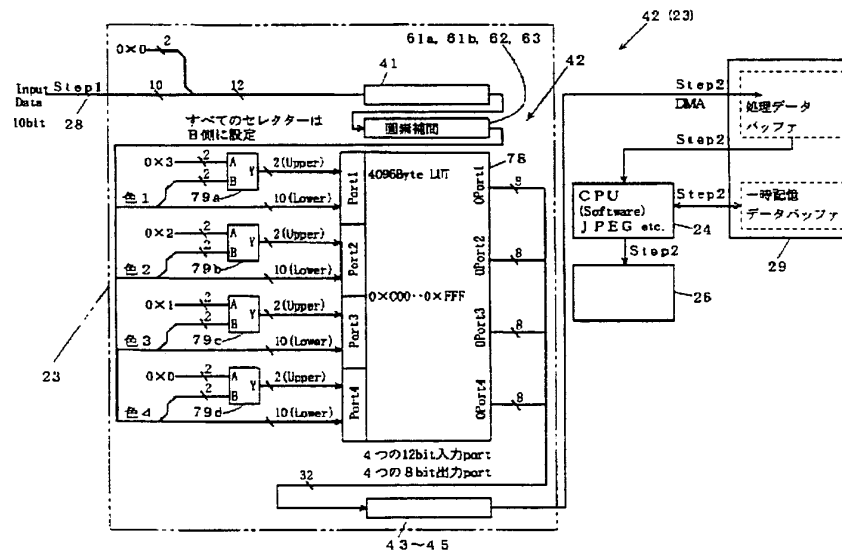 61a, 61b, 62, 63
42 (23)
0×0
2
Step1
10
12
41
42
Input
Data
10bit
28
すべてのセレクターは
B側に設定
画素補間
Step2
DMA
処理データ
バッファ
Step2
78
0×3
2
A
B
Y
2(Upper)
2
色1
79a
10(Lower)
Port1
4096Byte LUT
OPort1
8
CPU
(Software)
JPEG etc.
24
Step2
一時記憶
データバッファ
29
0×2
2
A
B
Y
2(Upper)
2
色2
79b
10(Lower)
Port2
OPort2
8
Step2
26
0×1
2
A
B
Y
2(Upper)
2
色3
79c
10(Lower)
Port3
0×C00‥0×FFF
OPort3
8
23
0×0
2
A
B
Y
2(Upper)
2
色4
79d
10(Lower)
Port4
OPort4
8
4つの12bit入力port
4つの8bit出力port
32
43～45